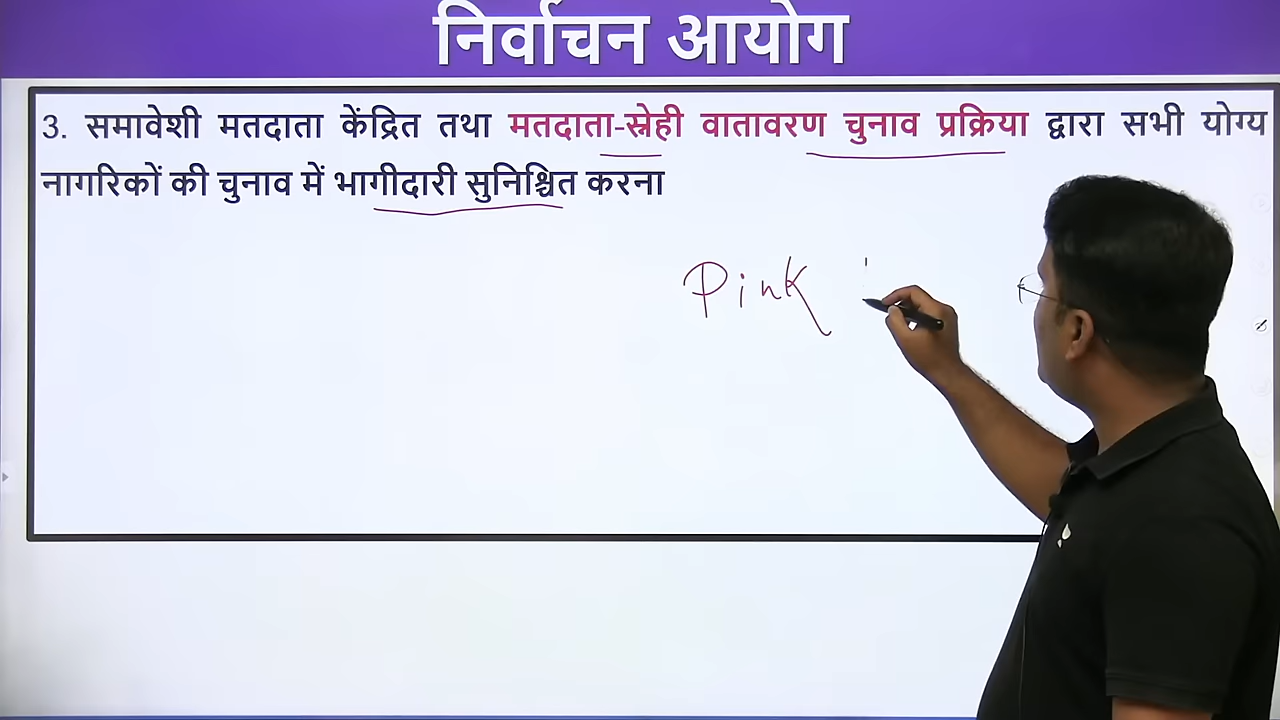 निर्वाचन आयोग
3. समावेशी मतदाता केंद्रित तथा मतदाता-स्नेही वातावरण चुनाव प्रक्रिया द्वारा सभी योग्य
नागरिकों की चुनाव में भागीदारी सुनिश्चित करना
Pink